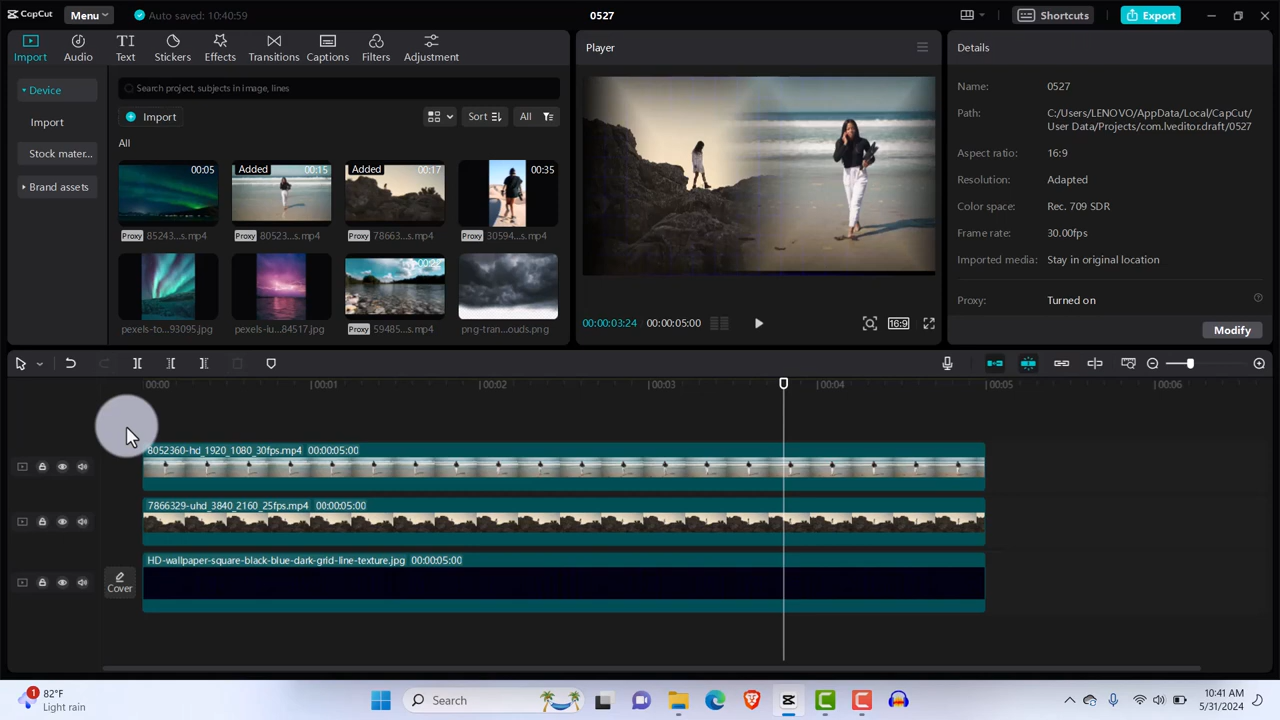 CapCut
Menu
Auto saved: 10:40:59
0527
Shortcuts
Export
Import
Audio
Text
Stickers
Effects
Transitions
Captions
Filters
Adjustment
Device
Import
Stock mater...
Brand assets
Search project, subjects in image, lines
Import
Sort
All
All
00:05
Added 00:15
Added 00:17
00:35
Proxy 85243...s.mp4
Proxy 80523...s.mp4
Proxy 78663...s.mp4
Proxy 30594...s.mp4
pexels-to...93095.jpg
pexels-iu...84517.jpg
Proxy 59485...s.mp4
png-tran...ouds.png
Player
00:00:03:24
00:00:05:00
16:9
Details
Name: 0527
Path: C:/Users/LENOVO/AppData/Local/CapCut/
User Data/Projects/com.lveditor.draft/0527
Aspect ratio: 16:9
Resolution: Adapted
Color space: Rec. 709 SDR
Frame rate: 30.00fps
Imported media: Stay in original location
Proxy: Turned on
Modify
00:00
00:01
00:02
00:03
00:04
00:05
00:06
8052360-hd_1920_1080_30fps.mp4 00:00:05:00
7866329-uhd_3840_2160_25fps.mp4 00:00:05:00
HD-wallpaper-square-black-blue-dark-grid-line-texture.jpg 00:00:05:00
Cover
1
82°F
Light rain
Search
10:41 AM
5/31/2024